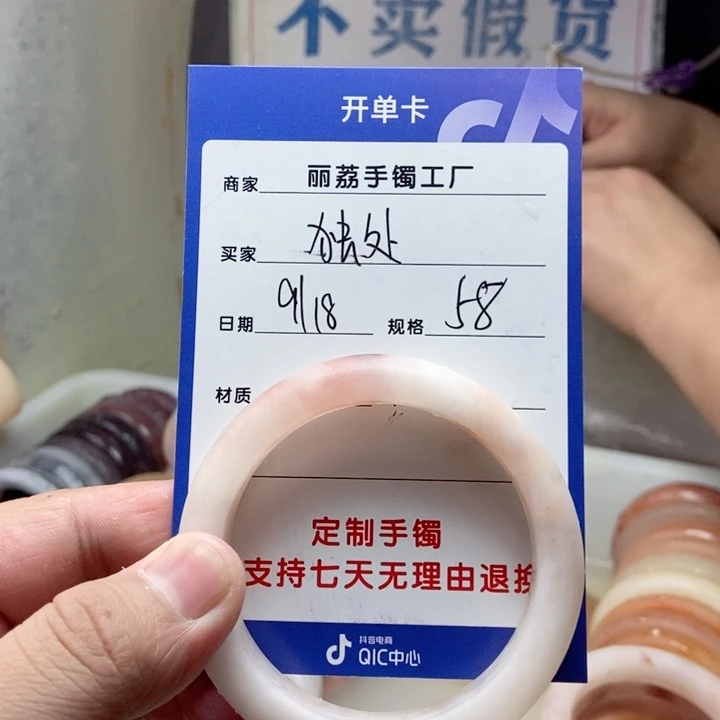 不卖假货
开单卡
商家 丽荔手镯工厂
买家 独处
日期 9/18 规格 58
材质
定制手镯
支持七天无理由退换
抖音电商
QIC中心